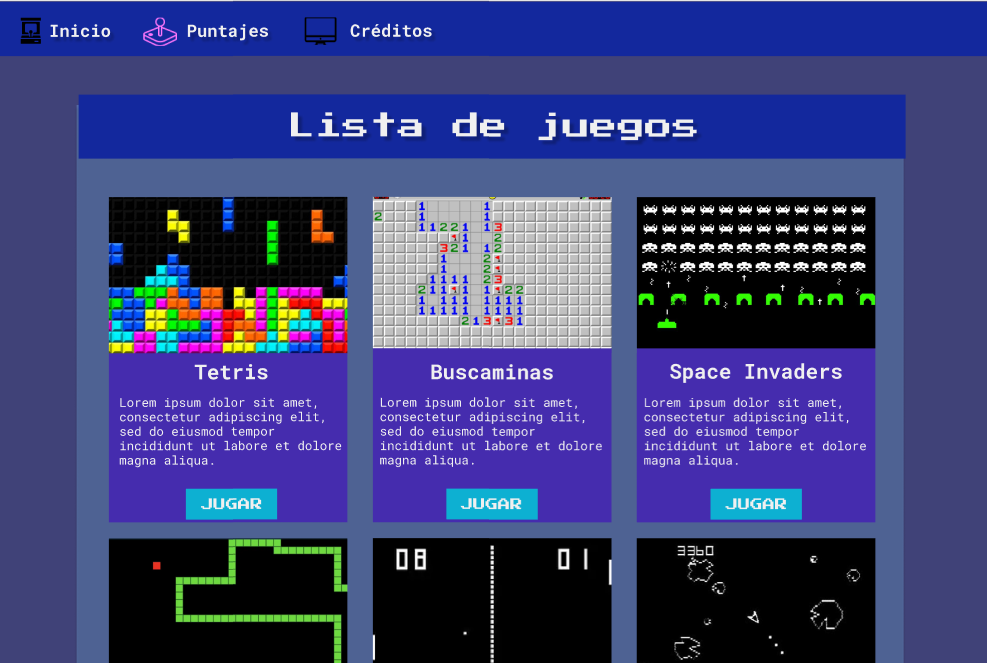 Inicio Puntajes Créditos
Lista de juegos
Tetris
Lorem ipsum dolor sit amet,
consectetur adipiscing elit,
sed do eiusmod tempor
incididunt ut labore et dolore
magna aliqua.
JUGAR
Buscaminas
Lorem ipsum dolor sit amet,
consectetur adipiscing elit,
sed do eiusmod tempor
incididunt ut labore et dolore
magna aliqua.
JUGAR
Space Invaders
Lorem ipsum dolor sit amet,
consectetur adipiscing elit,
sed do eiusmod tempor
incididunt ut labore et dolore
magna aliqua.
JUGAR
08 01
3360